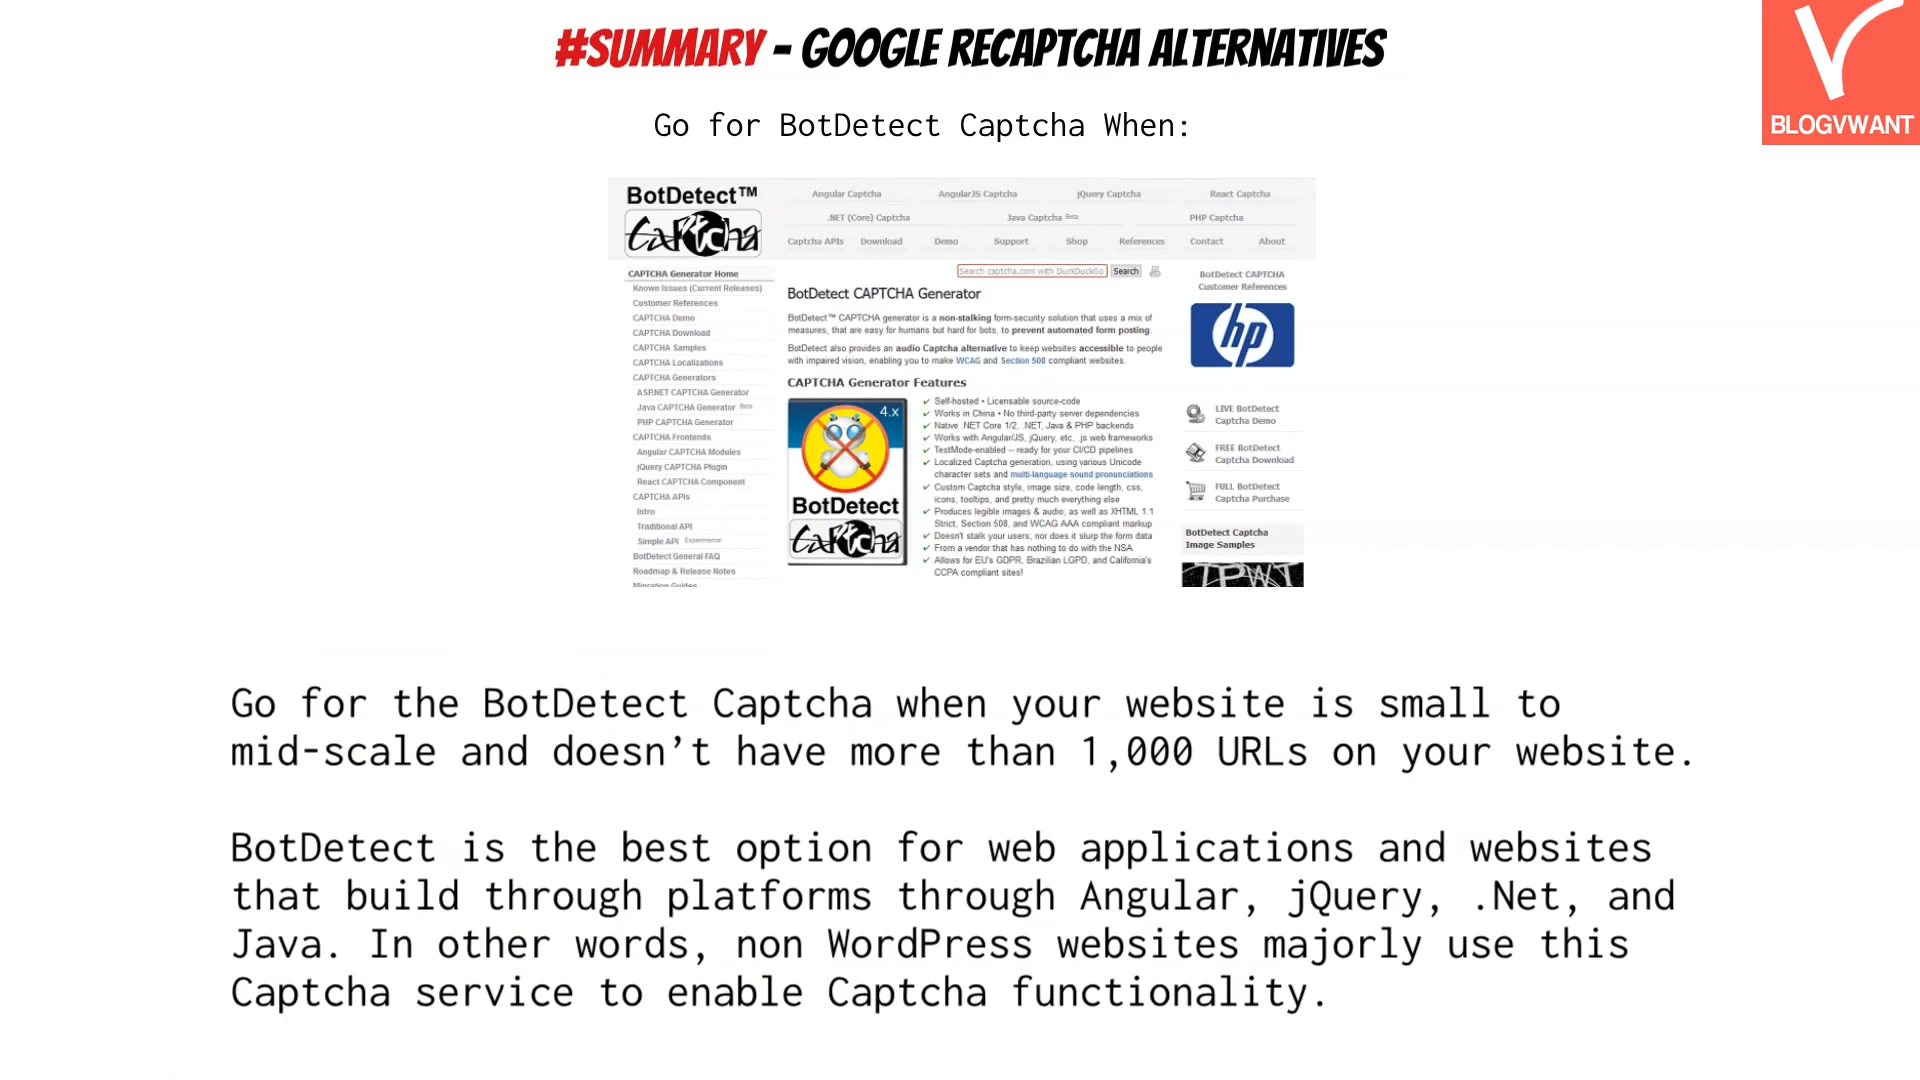 #SUMMARY - GOOGLE RECAPTCHA ALTERNATIVES
BLOGVWANT
Go for BotDetect Captcha When:
BotDetect™
Captcha
Angular Captcha AngularJS Captcha jQuery Captcha React Captcha
.NET (Core) Captcha Java Captcha Beta PHP Captcha
Captcha APIs Download Demo Support Shop References Contact About
CAPTCHA Generator Home
Known Issues (Current Releases)
Customer References
CAPTCHA Demo
CAPTCHA Download
CAPTCHA Samples
CAPTCHA Localizations
CAPTCHA Generators
ASP.NET CAPTCHA Generator
Java CAPTCHA Generator Beta
PHP CAPTCHA Generator
CAPTCHA Frontends
Angular CAPTCHA Modules
jQuery CAPTCHA Plugin
React CAPTCHA Component
CAPTCHA APIs
Intro
Traditional API
Simple API Experimental
BotDetect General FAQ
Roadmap & Release Notes
Migration Guides
Search captcha.com with DuckDuckGo Search
BotDetect CAPTCHA Generator
BotDetect™ CAPTCHA generator is a non-stalking form-security solution that uses a mix of
measures, that are easy for humans but hard for bots, to prevent automated form posting.
BotDetect also provides an audio Captcha alternative to keep websites accessible to people
with impaired vision, enabling you to make WCAG and Section 508 compliant websites.
CAPTCHA Generator Features
4.x
BotDetect
Captcha
✓ Self-hosted • Licensable source-code
✓ Works in China • No third-party server dependencies
✓ Native .NET Core 1/2, .NET, Java & PHP backends
✓ Works with Angular/JS, jQuery, etc, .js web frameworks
✓ TestMode-enabled – ready for your CI/CD pipelines
✓ Localized Captcha generation, using various Unicode
character sets and multi-language sound pronunciations
✓ Custom Captcha style, image size, code length, css,
icons, tooltips, and pretty much everything else
✓ Produces legible images & audio; as well as XHTML 1.1
Strict, Section 508, and WCAG AAA compliant markup
✓ Doesn't stalk your users; nor does it slurp the form data
✓ From a vendor that has nothing to do with the NSA
✓ Allows for EU's GDPR, Brazilian LGPD, and California's
CCPA compliant sites!
BotDetect CAPTCHA
Customer References
hp
LIVE BotDetect
Captcha Demo
FREE BotDetect
Captcha Download
FULL BotDetect
Captcha Purchase
BotDetect Captcha
Image Samples
TPWT
Go for the BotDetect Captcha when your website is small to
mid-scale and doesn’t have more than 1,000 URLs on your website.
BotDetect is the best option for web applications and websites
that build through platforms through Angular, jQuery, .Net, and
Java. In other words, non WordPress websites majorly use this
Captcha service to enable Captcha functionality.